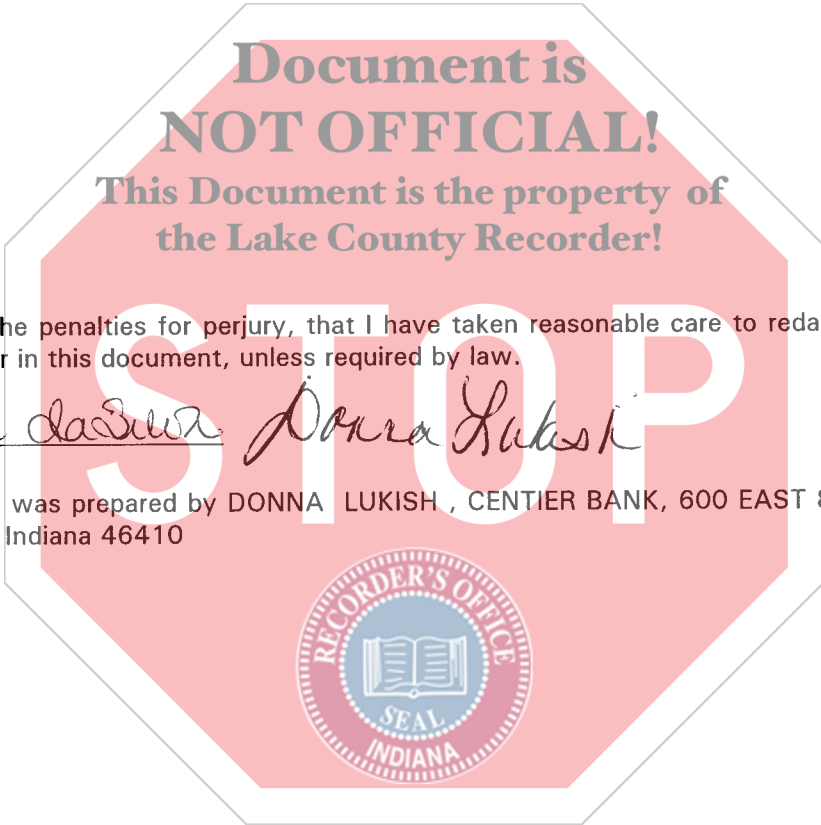 Document is
NOT OFFICIAL!
This Document is the property of
the Lake County Recorder!
STOP
he penalties for perjury, that I have taken reasonable care to reda
r in this document, unless required by law.
daSilva Donna Lukish
was prepared by DONNA LUKISH , CENTIER BANK, 600 EAST 8
Indiana 46410
RECORDER'S OFFICE
SEAL
INDIANA